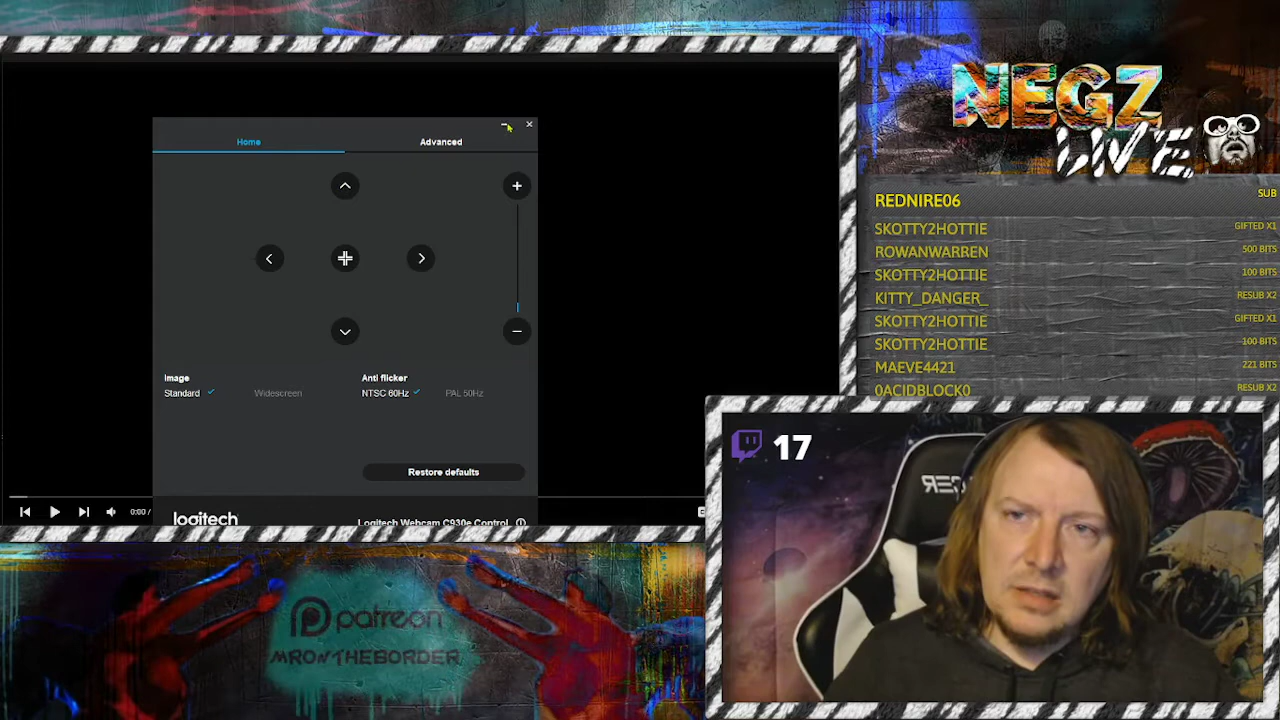 NEGZ
LIVE
Home
Advanced
Image
Standard
Widescreen
Anti flicker
NTSC 60Hz
PAL 50Hz
Restore defaults
logitech
Logitech Webcam C930e Control
0:00 /
REDNIRE06 SUB
SKOTTY2HOTTIE GIFTED X1
ROWANWARREN 500 BITS
SKOTTY2HOTTIE 100 BITS
KITTY_DANGER_ RESUB X2
SKOTTY2HOTTIE GIFTED X1
SKOTTY2HOTTIE 100 BITS
MAEVE4421 221 BITS
0ACIDBLOCK0 RESUB X2
17
patreon
MRONTHEBORDER